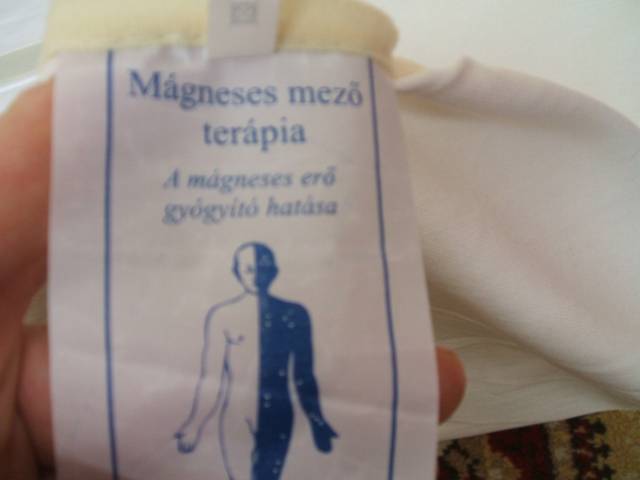 Mágneses mező
terápia
A mágneses erő
gyógyító hatása